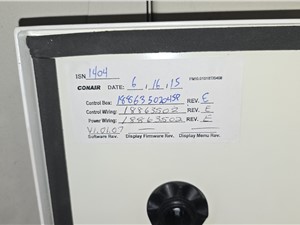 ISN 1404
CONAIR DATE: 6, 16, 15
Control Box: REV. E
Control Wiring: 18863502 REV. E
Power Wiring: 18863502 REV. E
V1.01.07
Software Rev. Display Firmware Rev. Display Menu Rev.